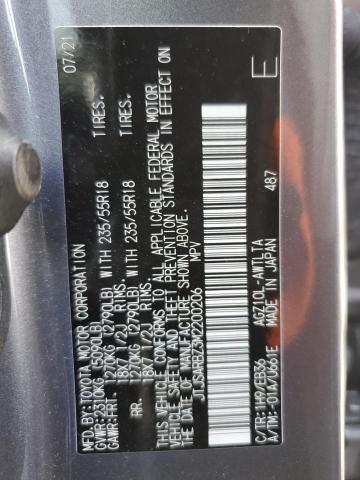 MFD.BY:TOYOTA MOTOR CORPORATION 07/21
GVWR:2310KG (5090LB)
GAWR:FRT. 1270KG (2790LB) WITH 235/55R18 TIRES.
18X7 1/2J RIMS.
RR. 1270KG (2790LB) WITH 235/55R18 TIRES.
18X7 1/2J RIMS.
THIS VEHICLE CONFORMS TO ALL APPLICABLE FEDERAL MOTOR
VEHICLE SAFETY AND THEFT PREVENTION STANDARDS IN EFFECT ON
THE DATE OF MANUFACTURE SHOWN ABOVE.
JTJGARBZ3M2200206 MPV E
C/TR:1H9/EB36 AGZ10L-AWTLTA
A/TM:-01A/U661E MADE IN JAPAN 487